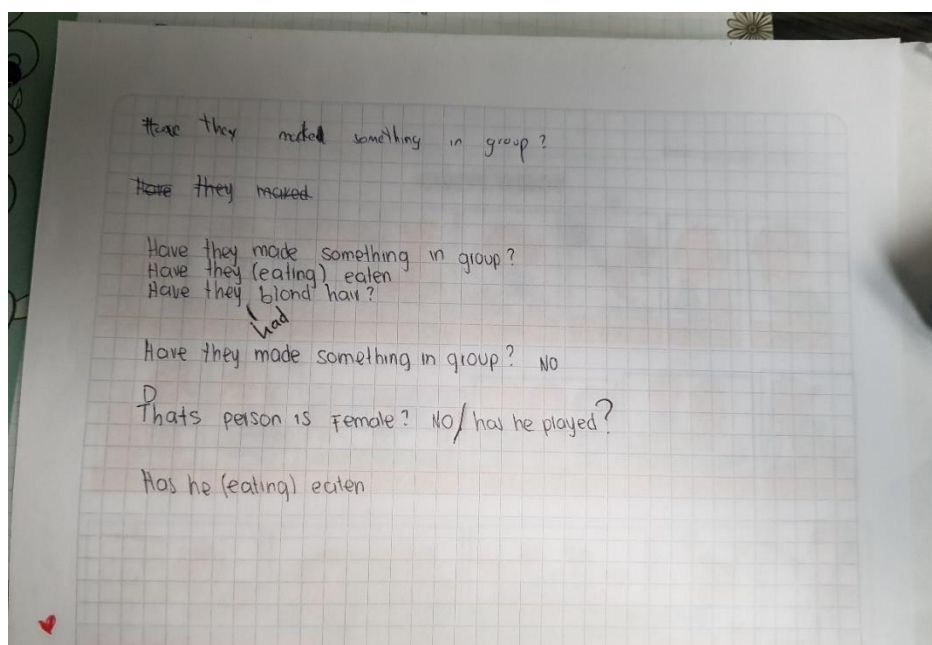 Have they maked something in group?
Have they maked
Have they made something in group?
Have they (eating) eaten
Have they blond hair?
had
Have they made something in group? NO
D
Thats person is Female? NO/ has he played?
Has he (eating) eaten